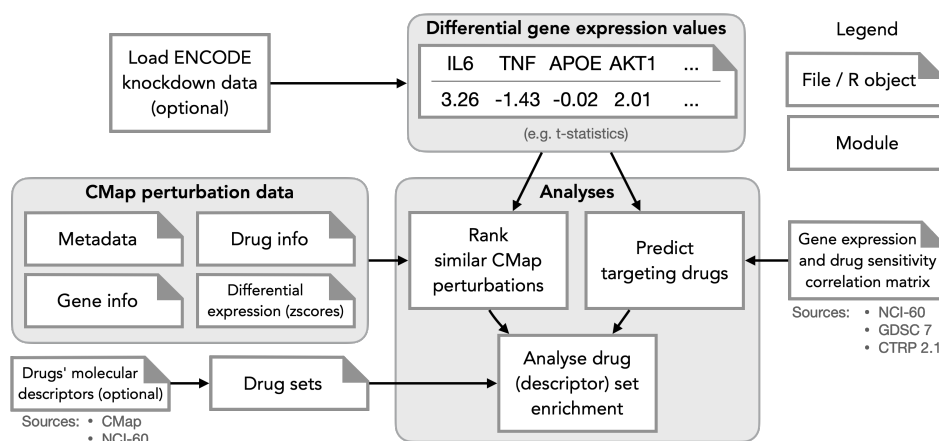 Differential gene expression values
IL6 TNF APOE AKT1 ...
3.26 -1.43 -0.02 2.01 ...
(e.g. t-statistics)
Load ENCODE
knockdown data
(optional)
Legend
File / R object
Module
CMap perturbation data
Metadata
Drug info
Gene info
Differential
expression (zscores)
Analyses
Rank
similar CMap
perturbations
Predict
targeting drugs
Gene expression
and drug sensitivity
correlation matrix
Sources: • NCI-60
• GDSC 7
• CTRP 2.1
Drugs' molecular
descriptors (optional)
Sources: • CMap
• NCI-60
Drug sets
Analyse drug
(descriptor) set
enrichment